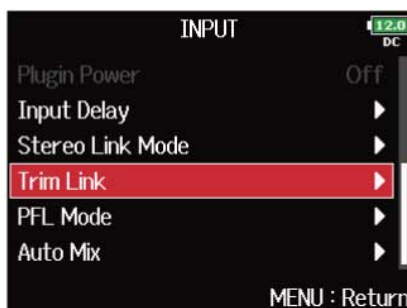 INPUT
12.0
DC
Plugin Power Off
Input Delay
Stereo Link Mode
Trim Link
PFL Mode
Auto Mix
MENU : Return